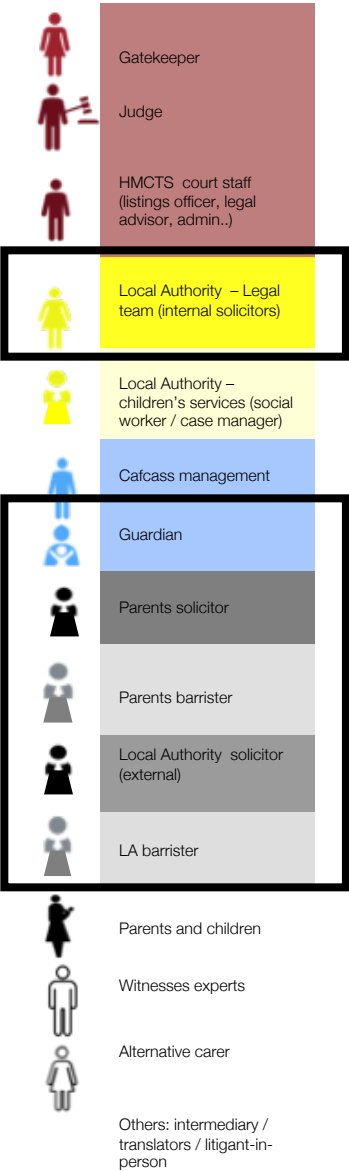 Gatekeeper
Judge
HMCTS  court staff
(listings officer, legal
advisor, admin..)
Local Authority  – Legal
team (internal solicitors)
Local Authority –
children's services (social
worker / case manager)
Cafcass management
Guardian
Parents solicitor
Parents barrister
Local Authority  solicitor
(external)
LA barrister
Parents and children
Witnesses experts
Alternative carer
Others: intermediary /
translators / litigant-in-
person